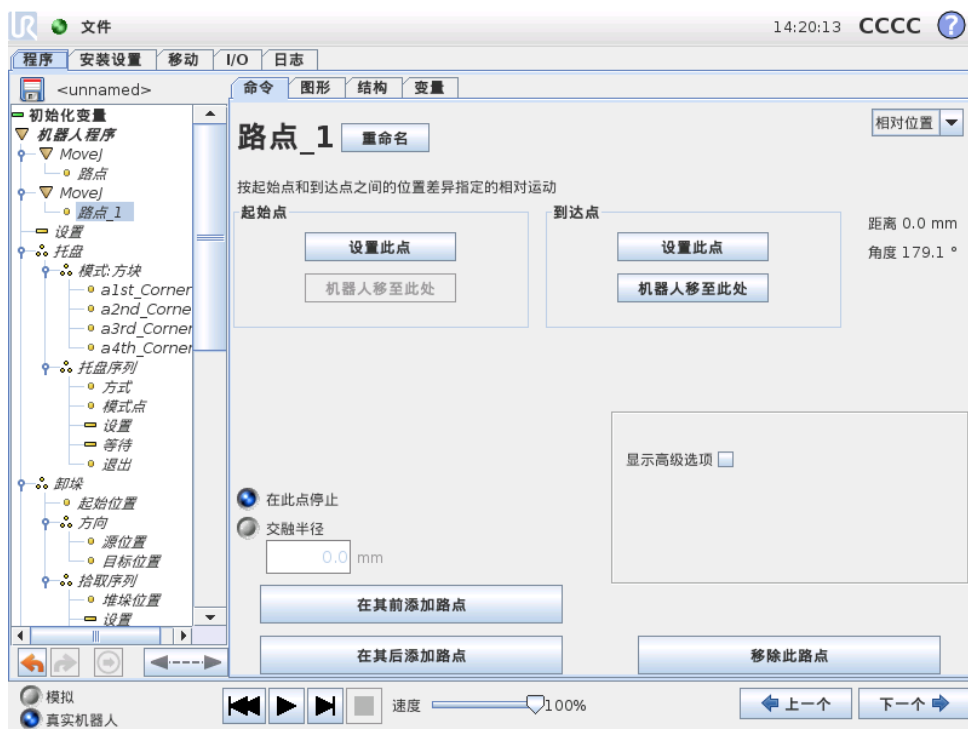 UR 文件 14:20:13 CCCC ?
程序 安装设置 移动 I/O 日志
<unnamed>
命令 图形 结构 变量
初始化变量
机器人程序
MoveJ
路点
MoveJ
路点_1
设置
托盘
模式:方块
a1st_Corner
a2nd_Corne
a3rd_Corner
a4th_Corner
托盘序列
方式
模式点
设置
等待
退出
卸垛
起始位置
方向
源位置
目标位置
拾取序列
堆垛位置
设置
路点_1 重命名 相对位置
按起始点和到达点之间的位置差异指定的相对运动
起始点
设置此点
机器人移至此处
到达点
设置此点
机器人移至此处
距离 0.0 mm
角度 179.1 °
显示高级选项
在此点停止
交融半径
0.0 mm
在其前添加路点
在其后添加路点 移除此路点
模拟
真实机器人
速度 100%
上一个 下一个